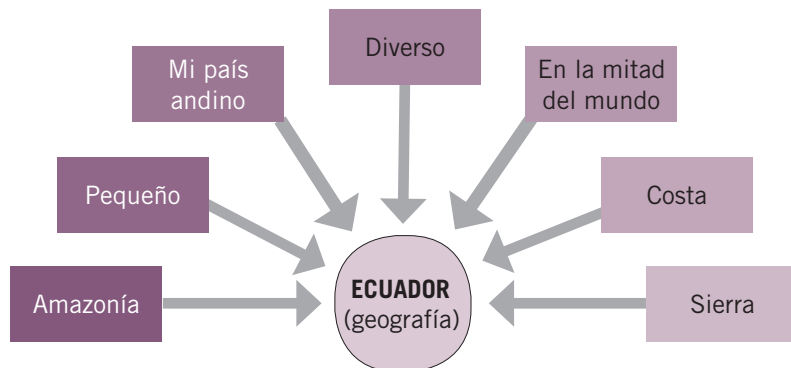 Diverso
Mi país
andino
En la mitad
del mundo
Pequeño
Costa
Amazonía
ECUADOR
(geografía)
Sierra